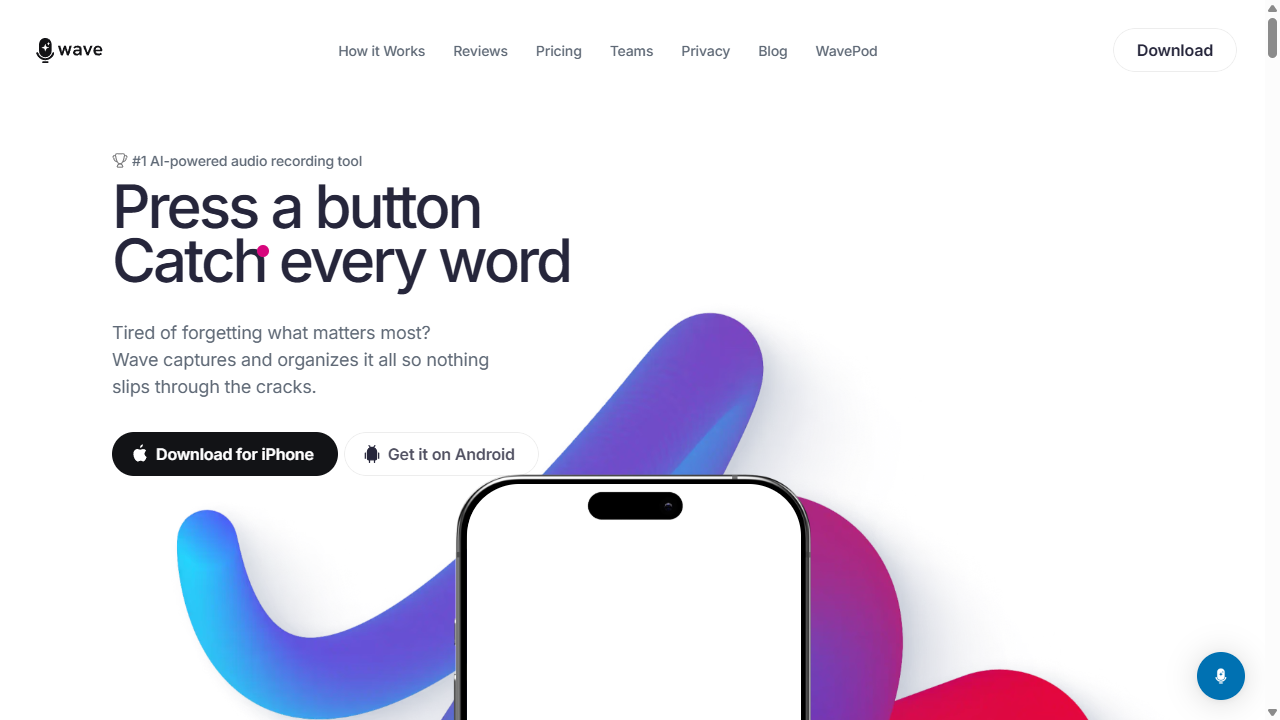 wave
How it Works
Reviews
Pricing
Teams
Privacy
Blog
WavePod
Download
#1 AI-powered audio recording tool
Press a button
Catch every word
Tired of forgetting what matters most?
Wave captures and organizes it all so nothing
slips through the cracks.
Download for iPhone
Get it on Android